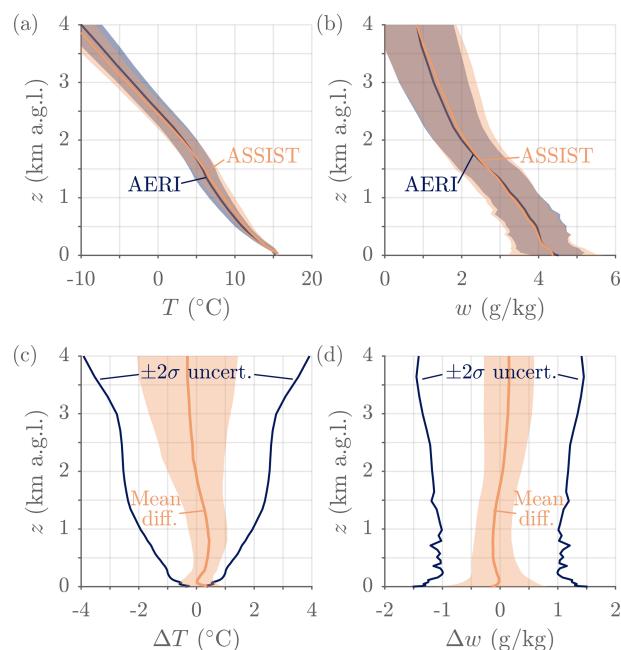 (a)
4
3
2
1
0
z (km a.g.l.)
ASSIST
AERI
-10
0
10
20
T (°C)
(b)
4
3
2
1
0
z (km a.g.l.)
ASSIST
AERI
0
2
4
6
w (g/kg)
(c)
4
3
2
1
0
z (km a.g.l.)
±2σ uncert.
Mean
diff.
-4
-2
0
2
4
ΔT (°C)
(d)
4
3
2
1
0
z (km a.g.l.)
±2σ uncert.
Mean
diff.
-2
-1
0
1
2
Δw (g/kg)